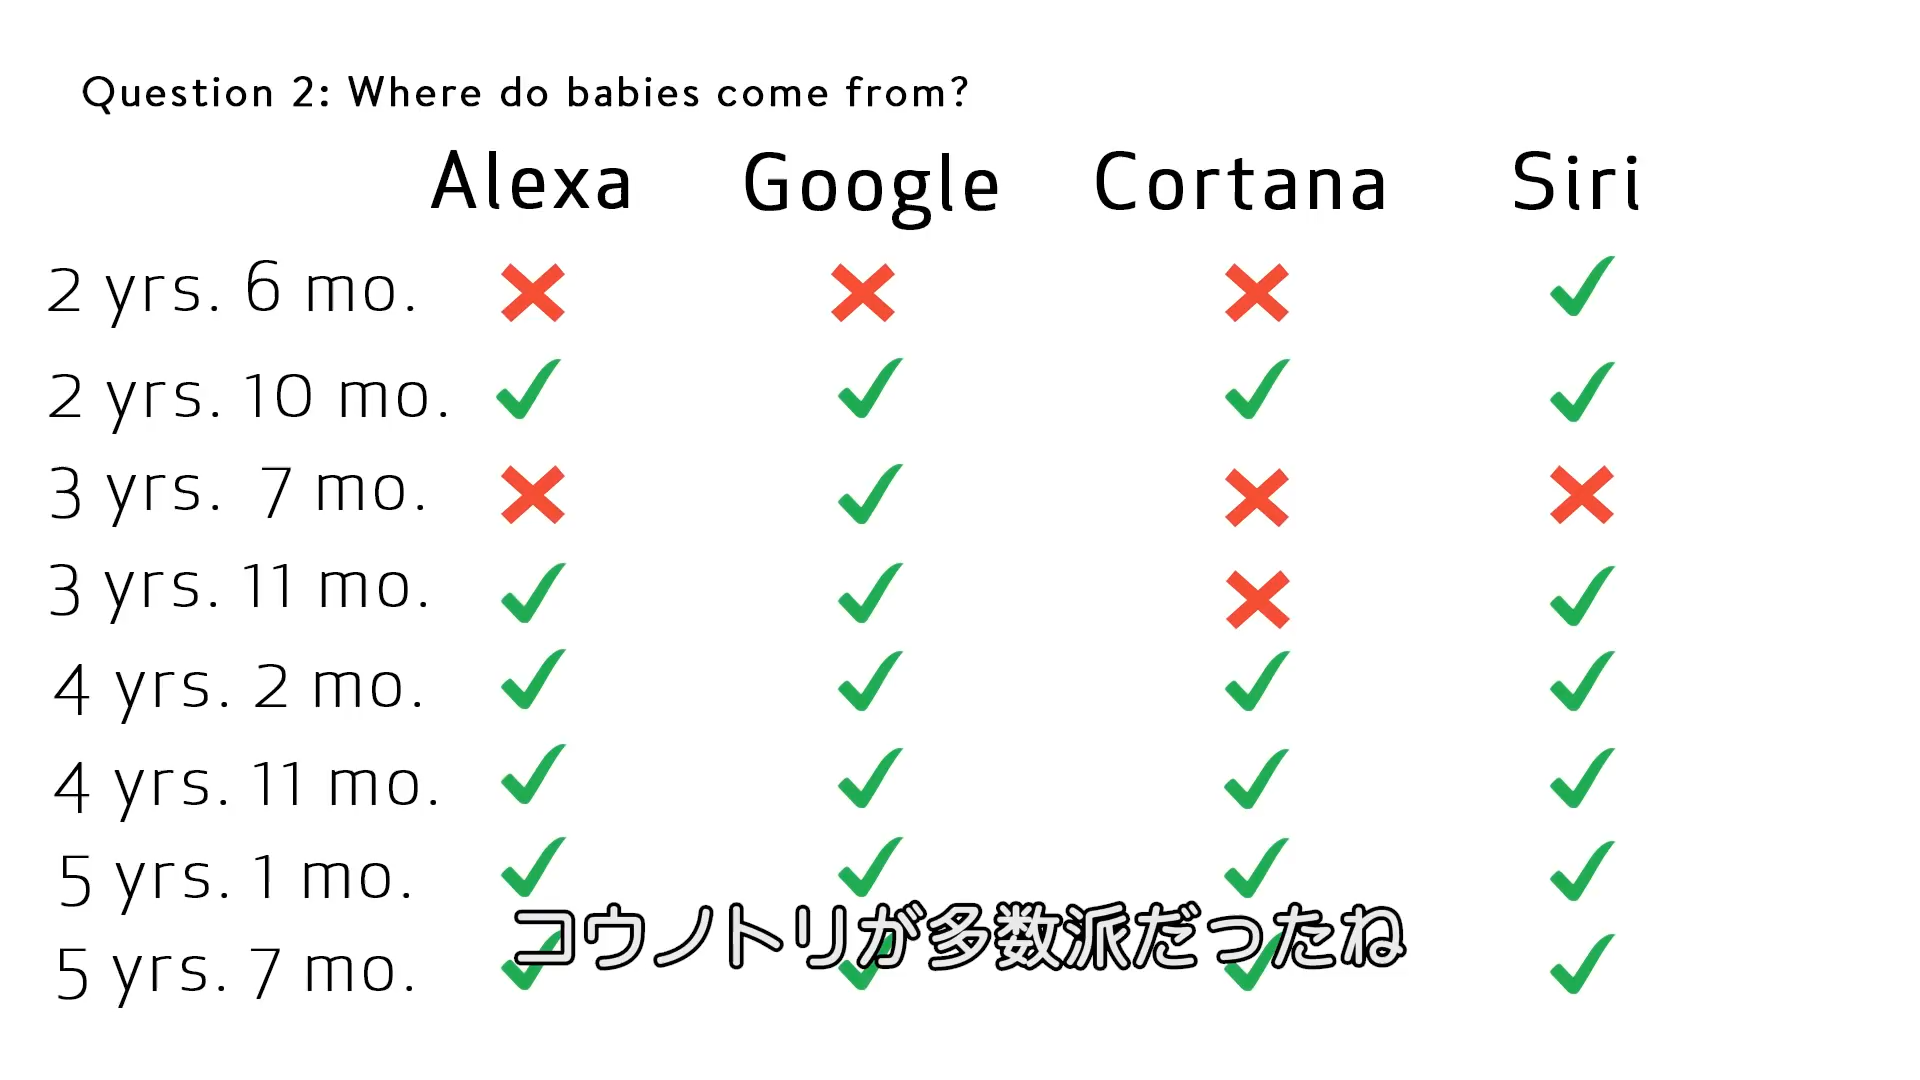 Question 2: Where do babies come from?
Alexa Google Cortana Siri
2 yrs. 6 mo.
2 yrs. 10 mo.
3 yrs. 7 mo.
3 yrs. 11 mo.
4 yrs. 2 mo.
4 yrs. 11 mo.
5 yrs. 1 mo.
コウノトリが多数派だったね
5 yrs. 7 mo.